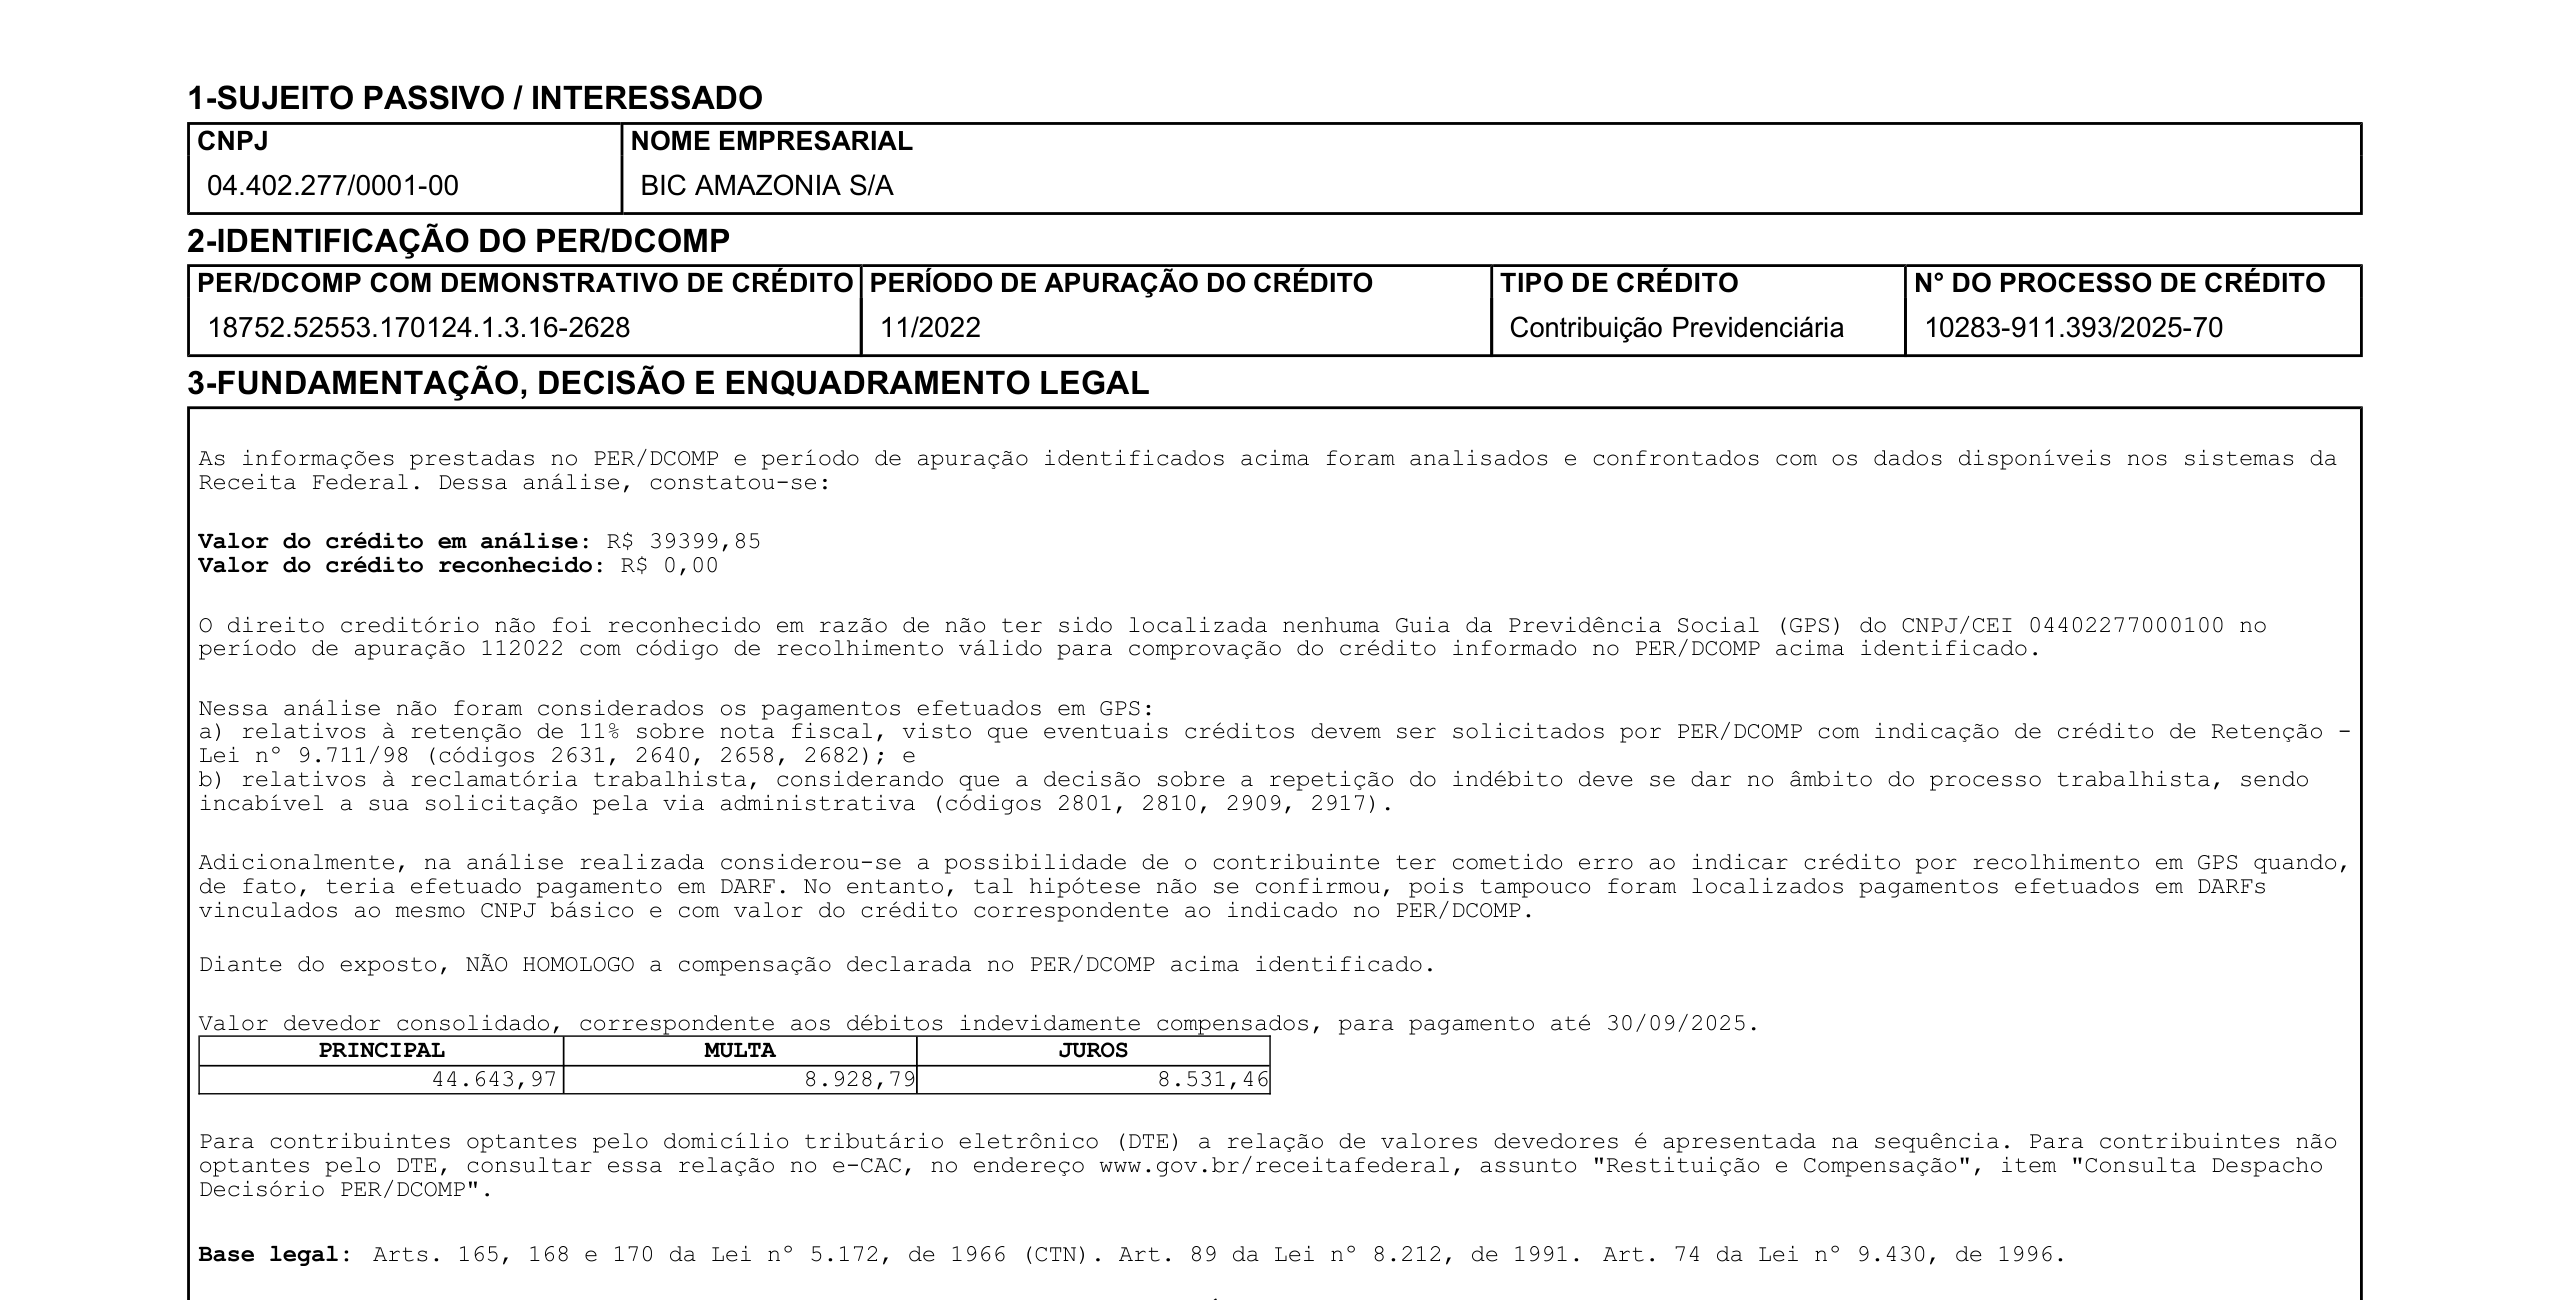 1-SUJEITO PASSIVO / INTERESSADO
CNPJ NOME EMPRESARIAL
04.402.277/0001-00 BIC AMAZONIA S/A
2-IDENTIFICAÇÃO DO PER/DCOMP
PER/DCOMP COM DEMONSTRATIVO DE CRÉDITO PERÍODO DE APURAÇÃO DO CRÉDITO TIPO DE CRÉDITO N° DO PROCESSO DE CRÉDITO
18752.52553.170124.1.3.16-2628 11/2022 Contribuição Previdenciária 10283-911.393/2025-70
3-FUNDAMENTAÇÃO, DECISÃO E ENQUADRAMENTO LEGAL
As informações prestadas no PER/DCOMP e período de apuração identificados acima foram analisados e confrontados com os dados disponíveis nos sistemas da
Receita Federal. Dessa análise, constatou-se:
Valor do crédito em análise: R$ 39399,85
Valor do crédito reconhecido: R$ 0,00
O direito creditório não foi reconhecido em razão de não ter sido localizada nenhuma Guia da Previdência Social (GPS) do CNPJ/CEI 04402277000100 no
período de apuração 112022 com código de recolhimento válido para comprovação do crédito informado no PER/DCOMP acima identificado.
Nessa análise não foram considerados os pagamentos efetuados em GPS:
a) relativos à retenção de 11% sobre nota fiscal, visto que eventuais créditos devem ser solicitados por PER/DCOMP com indicação de crédito de Retenção -
Lei nº 9.711/98 (códigos 2631, 2640, 2658, 2682); e
b) relativos à reclamatória trabalhista, considerando que a decisão sobre a repetição do indébito deve se dar no âmbito do processo trabalhista, sendo
incabível a sua solicitação pela via administrativa (códigos 2801, 2810, 2909, 2917).
Adicionalmente, na análise realizada considerou-se a possibilidade de o contribuinte ter cometido erro ao indicar crédito por recolhimento em GPS quando,
de fato, teria efetuado pagamento em DARF. No entanto, tal hipótese não se confirmou, pois tampouco foram localizados pagamentos efetuados em DARFs
vinculados ao mesmo CNPJ básico e com valor do crédito correspondente ao indicado no PER/DCOMP.
Diante do exposto, NÃO HOMOLOGO a compensação declarada no PER/DCOMP acima identificado.
Valor devedor consolidado, correspondente aos débitos indevidamente compensados, para pagamento até 30/09/2025.
PRINCIPAL MULTA JUROS
44.643,97 8.928,79 8.531,46
Para contribuintes optantes pelo domicílio tributário eletrônico (DTE) a relação de valores devedores é apresentada na sequência. Para contribuintes não
optantes pelo DTE, consultar essa relação no e-CAC, no endereço www.gov.br/receitafederal, assunto "Restituição e Compensação", item "Consulta Despacho
Decisório PER/DCOMP".
Base legal: Arts. 165, 168 e 170 da Lei nº 5.172, de 1966 (CTN). Art. 89 da Lei nº 8.212, de 1991. Art. 74 da Lei nº 9.430, de 1996.